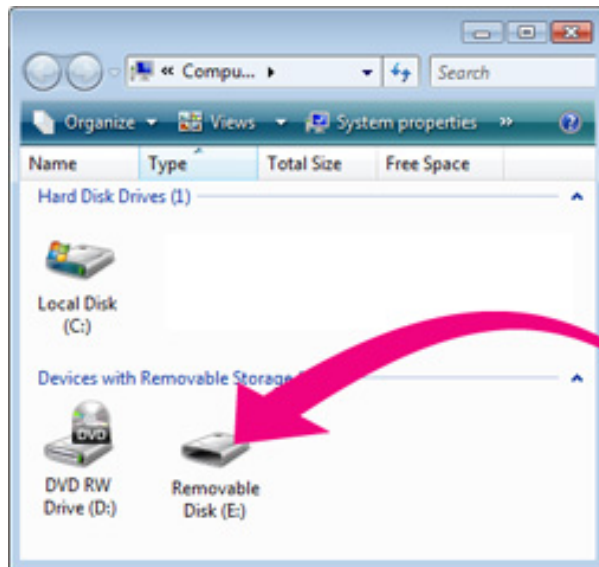 « Compu... ▸
Search
Organize Views System properties »
Name Type Total Size Free Space
Hard Disk Drives (1)
Local Disk
(C:)
Devices with Removable Storage
DVD
DVD RW
Drive (D:)
Removable
Disk (E:)